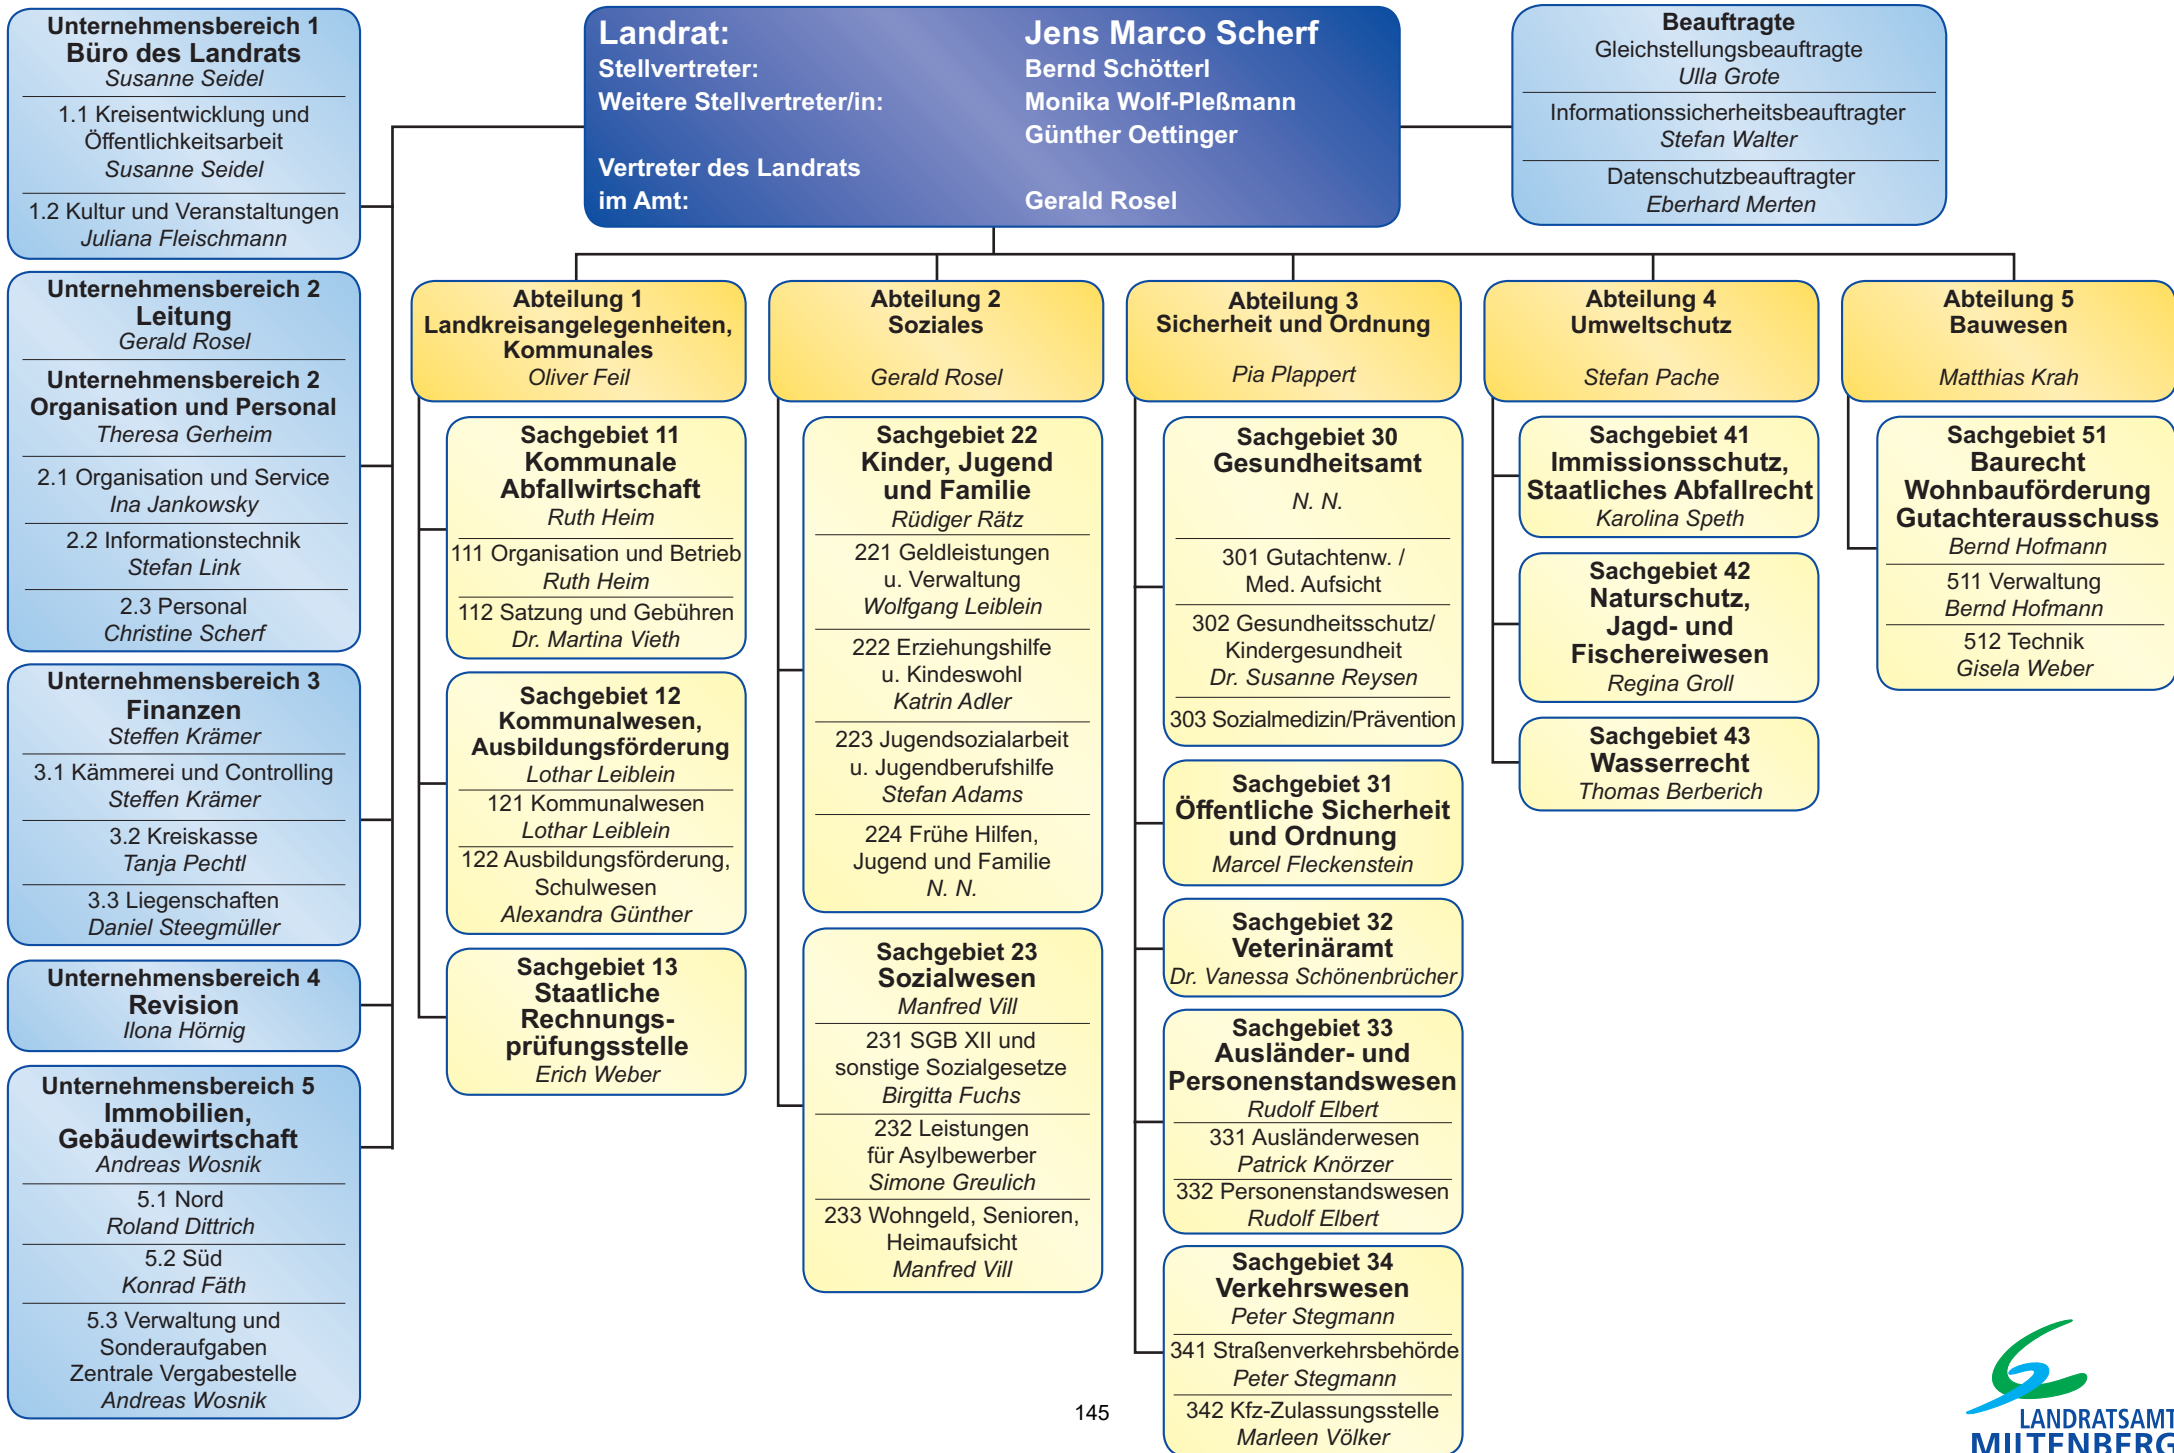 Unternehmensbereich 1
Büro des Landrats
Susanne Seidel
1.1 Kreisentwicklung und
Öffentlichkeitsarbeit
Susanne Seidel
1.2 Kultur und Veranstaltungen
Juliana Fleischmann
Unternehmensbereich 2
Leitung
Gerald Rosel
Unternehmensbereich 2
Organisation und Personal
Theresa Gerheim
2.1 Organisation und Service
Ina Jankowsky
2.2 Informationstechnik
Stefan Link
2.3 Personal
Christine Scherf
Unternehmensbereich 3
Finanzen
Steffen Krämer
3.1 Kämmerei und Controlling
Steffen Krämer
3.2 Kreiskasse
Tanja Pechtl
3.3 Liegenschaften
Daniel Steegmüller
Unternehmensbereich 4
Revision
Ilona Hörnig
Unternehmensbereich 5
Immobilien,
Gebäudewirtschaft
Andreas Wosnik
5.1 Nord
Roland Dittrich
5.2 Süd
Konrad Fäth
5.3 Verwaltung und
Sonderaufgaben
Zentrale Vergabestelle
Andreas Wosnik
Landrat: Jens Marco Scherf
Stellvertreter: Bernd Schötterl
Weitere Stellvertreter/in: Monika Wolf-Pleßmann
Günther Oettinger
Vertreter des Landrats
im Amt: Gerald Rosel
Beauftragte
Gleichstellungsbeauftragte
Ulla Grote
Informationssicherheitsbeauftragter
Stefan Walter
Datenschutzbeauftragter
Eberhard Merten
Abteilung 1
Landkreisangelegenheiten,
Kommunales
Oliver Feil
Sachgebiet 11
Kommunale
Abfallwirtschaft
Ruth Heim
111 Organisation und Betrieb
Ruth Heim
112 Satzung und Gebühren
Dr. Martina Vieth
Sachgebiet 12
Kommunalwesen,
Ausbildungsförderung
Lothar Leiblein
121 Kommunalwesen
Lothar Leiblein
122 Ausbildungsförderung,
Schulwesen
Alexandra Günther
Sachgebiet 13
Staatliche
Rechnungs-
prüfungsstelle
Erich Weber
Abteilung 2
Soziales
Gerald Rosel
Sachgebiet 22
Kinder, Jugend
und Familie
Rüdiger Rätz
221 Geldleistungen
u. Verwaltung
Wolfgang Leiblein
222 Erziehungshilfe
u. Kindeswohl
Katrin Adler
223 Jugendsozialarbeit
u. Jugendberufshilfe
Stefan Adams
224 Frühe Hilfen,
Jugend und Familie
N. N.
Sachgebiet 23
Sozialwesen
Manfred Vill
231 SGB XII und
sonstige Sozialgesetze
Birgitta Fuchs
232 Leistungen
für Asylbewerber
Simone Greulich
233 Wohngeld, Senioren,
Heimaufsicht
Manfred Vill
Abteilung 3
Sicherheit und Ordnung
Pia Plappert
Sachgebiet 30
Gesundheitsamt
N. N.
301 Gutachtenw. /
Med. Aufsicht
302 Gesundheitsschutz/
Kindergesundheit
Dr. Susanne Reysen
303 Sozialmedizin/Prävention
Sachgebiet 31
Öffentliche Sicherheit
und Ordnung
Marcel Fleckenstein
Sachgebiet 32
Veterinäramt
Dr. Vanessa Schönenbrücher
Sachgebiet 33
Ausländer- und
Personenstandswesen
Rudolf Elbert
331 Ausländerwesen
Patrick Knörzer
332 Personenstandswesen
Rudolf Elbert
Sachgebiet 34
Verkehrswesen
Peter Stegmann
341 Straßenverkehrsbehörde
Peter Stegmann
342 Kfz-Zulassungsstelle
Marleen Völker
Abteilung 4
Umweltschutz
Stefan Pache
Sachgebiet 41
Immissionsschutz,
Staatliches Abfallrecht
Karolina Speth
Sachgebiet 42
Naturschutz,
Jagd- und
Fischereiwesen
Regina Groll
Sachgebiet 43
Wasserrecht
Thomas Berberich
Abteilung 5
Bauwesen
Matthias Krah
Sachgebiet 51
Baurecht
Wohnbauförderung
Gutachterausschuss
Bernd Hofmann
511 Verwaltung
Bernd Hofmann
512 Technik
Gisela Weber
145
LANDRATSAMT
MILTENBERG